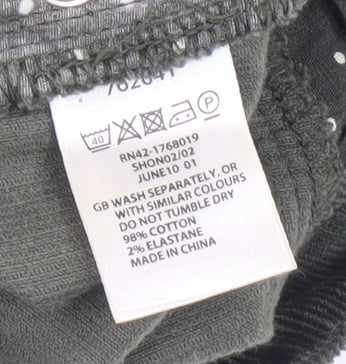 762041
40 P
RN42-1768019
SHON02/02
JUNE10 01
GB WASH SEPARATELY, OR
WITH SIMILAR COLOURS
DO NOT TUMBLE DRY
98% COTTON
2% ELASTANE
MADE IN CHINA